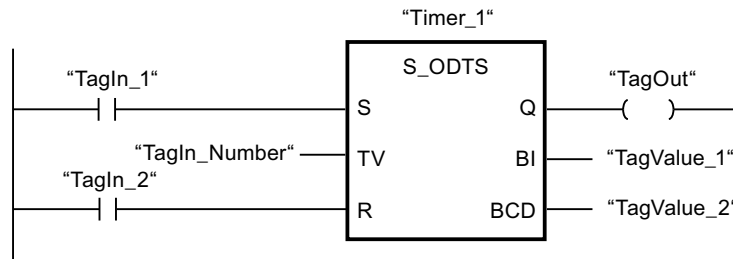 “Timer_1“
S_ODTS
“TagIn_1“
“TagOut“
S
Q
“TagIn_Number“
TV
BI
“TagValue_1“
“TagIn_2“
R
BCD
“TagValue_2“